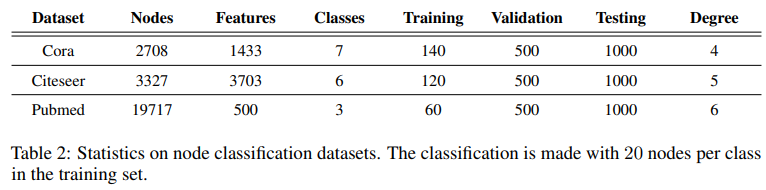 Dataset Nodes Features Classes Training Validation Testing Degree
Cora 2708 1433 7 140 500 1000 4
Citeseer 3327 3703 6 120 500 1000 5
Pubmed 19717 500 3 60 500 1000 6
Table 2: Statistics on node classification datasets. The classification is made with 20 nodes per class
in the training set.